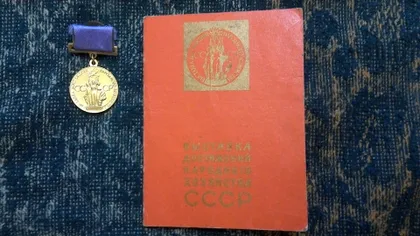 ВЫСТАВКА
ДОСТИЖЕНИЙ
НАРОДНОГО
ХОЗЯЙСТВА
СССР